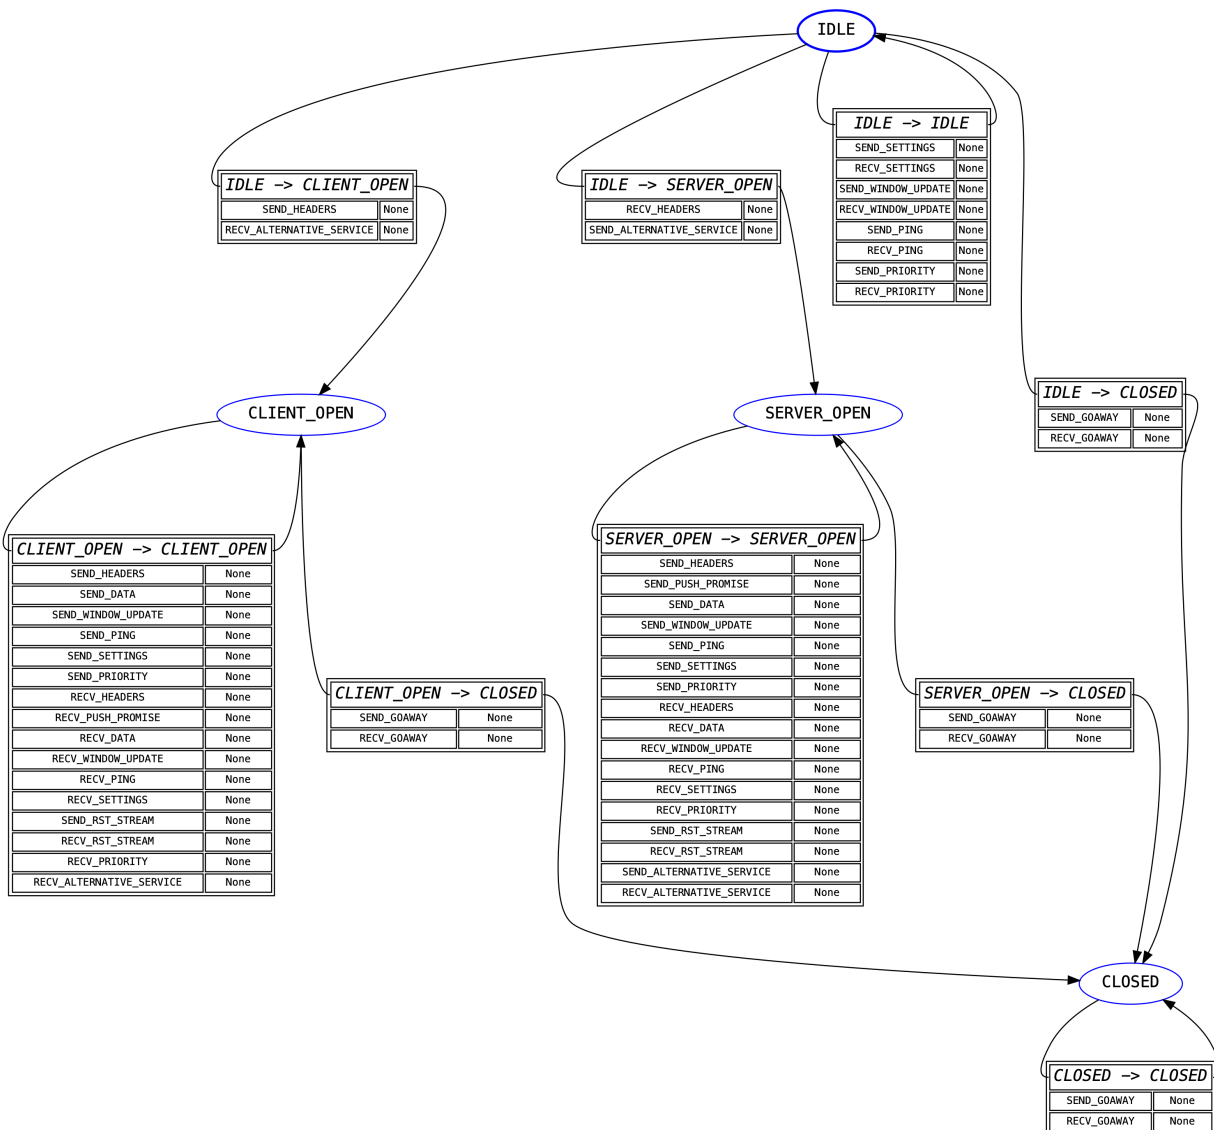 IDLE
IDLE -> IDLE
SEND_SETTINGS None
RECV_SETTINGS None
SEND_WINDOW_UPDATE None
RECV_WINDOW_UPDATE None
SEND_PING None
RECV_PING None
SEND_PRIORITY None
RECV_PRIORITY None
IDLE -> CLIENT_OPEN
SEND_HEADERS None
RECV_ALTERNATIVE_SERVICE None
IDLE -> SERVER_OPEN
RECV_HEADERS None
SEND_ALTERNATIVE_SERVICE None
IDLE -> CLOSED
SEND_GOAWAY None
RECV_GOAWAY None
CLIENT_OPEN
SERVER_OPEN
CLIENT_OPEN -> CLIENT_OPEN
SEND_HEADERS None
SEND_DATA None
SEND_WINDOW_UPDATE None
SEND_PING None
SEND_SETTINGS None
SEND_PRIORITY None
RECV_HEADERS None
RECV_PUSH_PROMISE None
RECV_DATA None
RECV_WINDOW_UPDATE None
RECV_PING None
RECV_SETTINGS None
SEND_RST_STREAM None
RECV_RST_STREAM None
RECV_PRIORITY None
RECV_ALTERNATIVE_SERVICE None
CLIENT_OPEN -> CLOSED
SEND_GOAWAY None
RECV_GOAWAY None
SERVER_OPEN -> SERVER_OPEN
SEND_HEADERS None
SEND_PUSH_PROMISE None
SEND_DATA None
SEND_WINDOW_UPDATE None
SEND_PING None
SEND_SETTINGS None
SEND_PRIORITY None
RECV_HEADERS None
RECV_DATA None
RECV_WINDOW_UPDATE None
RECV_PING None
RECV_SETTINGS None
RECV_PRIORITY None
SEND_RST_STREAM None
RECV_RST_STREAM None
SEND_ALTERNATIVE_SERVICE None
RECV_ALTERNATIVE_SERVICE None
SERVER_OPEN -> CLOSED
SEND_GOAWAY None
RECV_GOAWAY None
CLOSED
CLOSED -> CLOSED
SEND_GOAWAY None
RECV_GOAWAY None